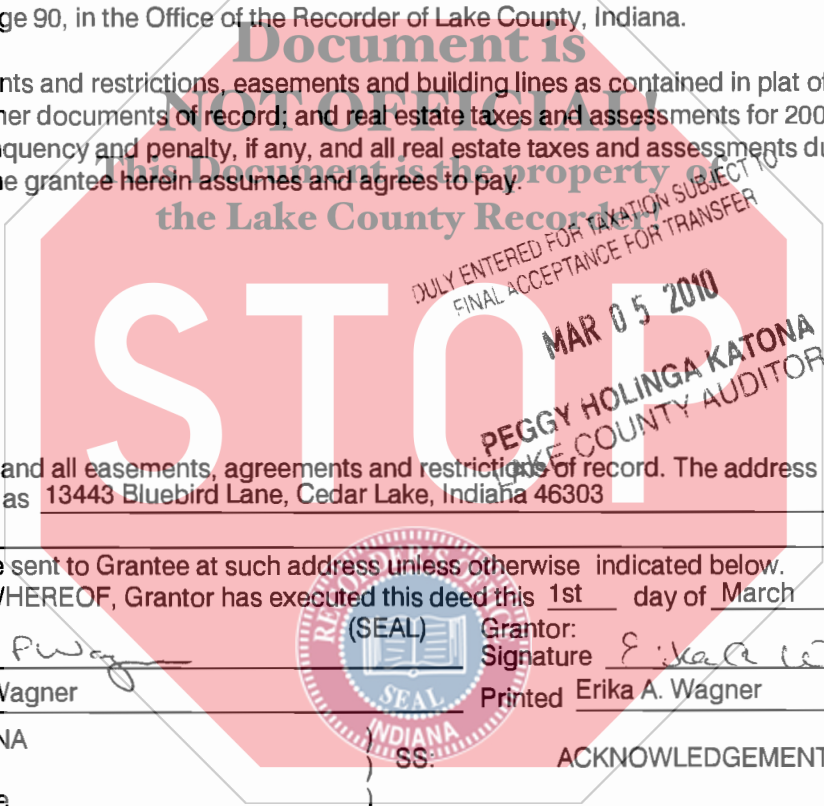 ge 90, in the Office of the Recorder of Lake County, Indiana.
Document is
nts and restrictions, easements and building lines as contained in plat of
NOT OFFICIAL!
her documents of record; and real estate taxes and assessments for 200
quency and penalty, if any, and all real estate taxes and assessments du
This Document is the property of
e grantee herein assumes and agrees to pay.
the Lake County Recorder!
DULY ENTERED FOR TAXATION SUBJECT TO
FINAL ACCEPTANCE FOR TRANSFER
MAR 05 2010
STOP
PEGGY HOLINGA KATONA
LAKE COUNTY AUDITOR
and all easements, agreements and restrictions of record. The address
as 13443 Bluebird Lane, Cedar Lake, Indiana 46303
e sent to Grantee at such address unless otherwise indicated below.
WHEREOF, Grantor has executed this deed this 1st day of March
RECORDER'S OFFICE
(SEAL) Grantor:
Signature Erika A W
Wagner Printed Erika A. Wagner
SEAL
INDIANA
NA
) SS: ACKNOWLEDGEMENT
)
e